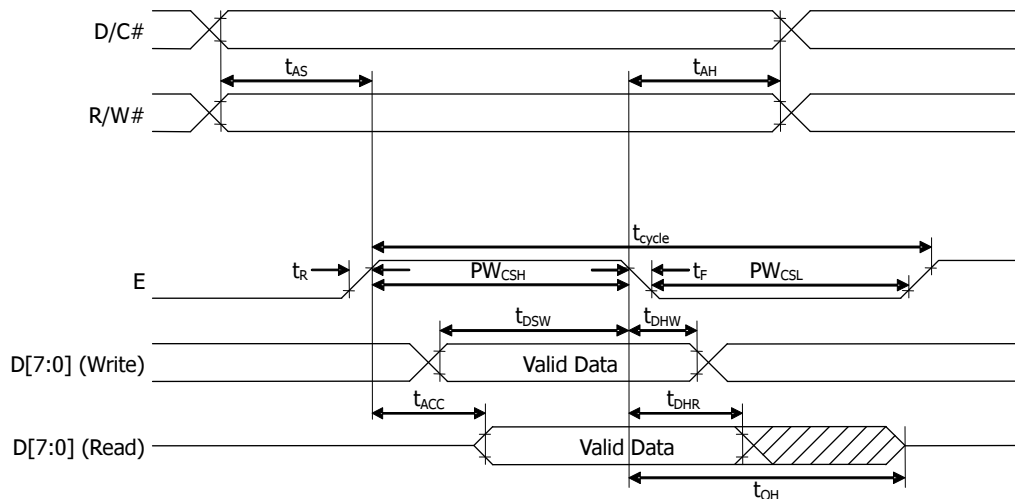 D/C#
tAS
tAH
R/W#
tcycle
tR
PWCSH
tF
PWCSL
E
tDSW
tDHW
D[7:0] (Write)
Valid Data
tACC
tDHR
D[7:0] (Read)
Valid Data
tOH